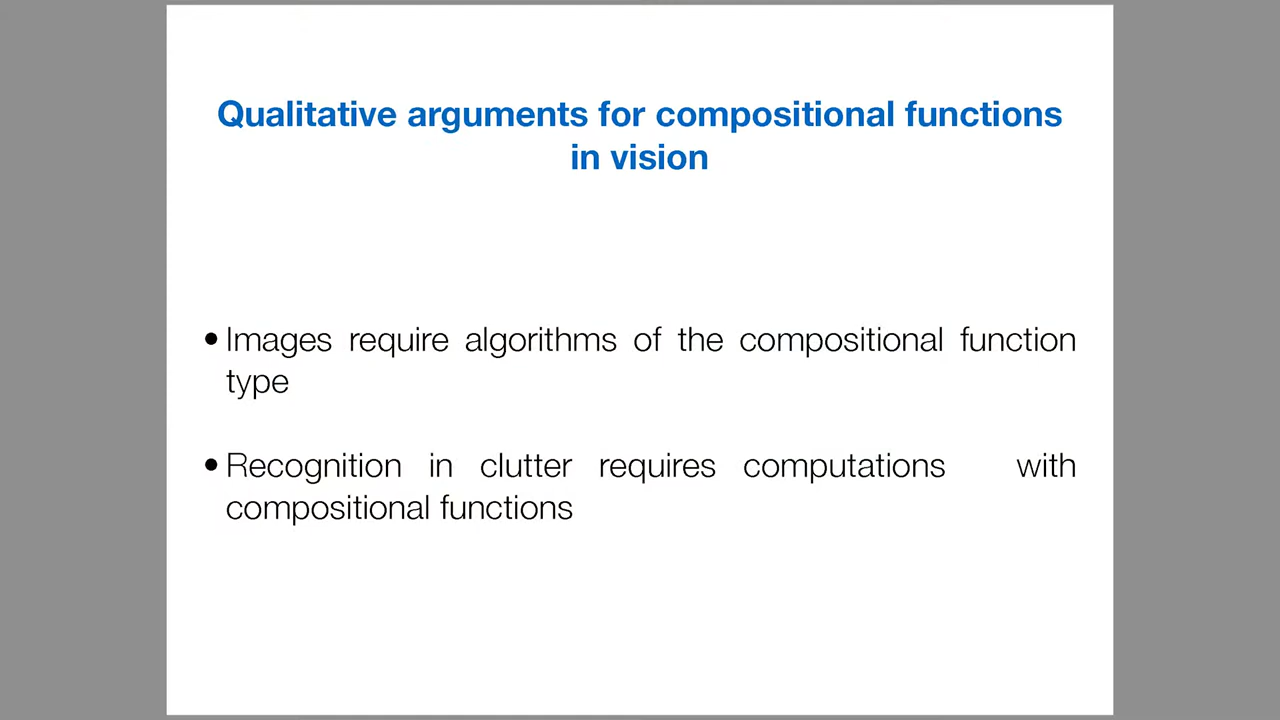 Qualitative arguments for compositional functions
in vision
•Images require algorithms of the compositional function
type
•Recognition in clutter requires computations with
compositional functions